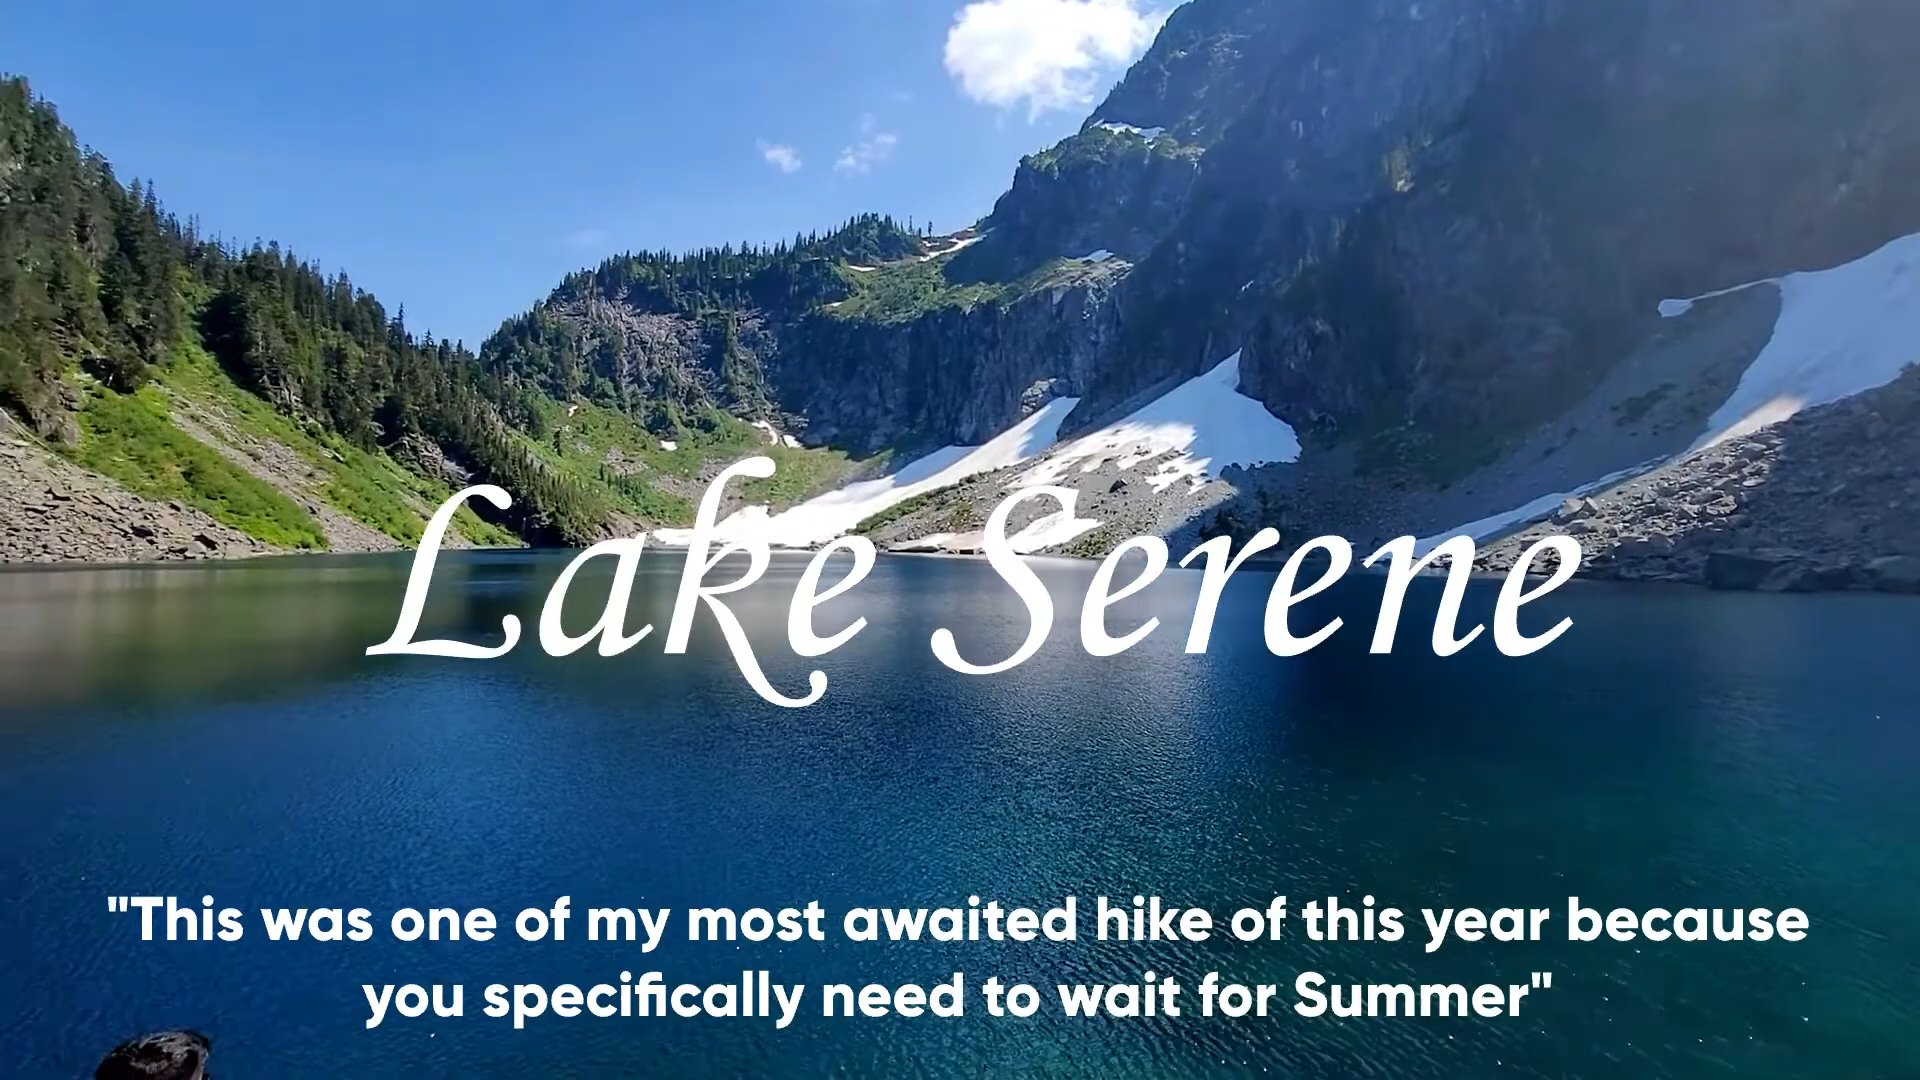 Lake Serene
"This was one of my most awaited hike of this year because
you specifically need to wait for Summer"